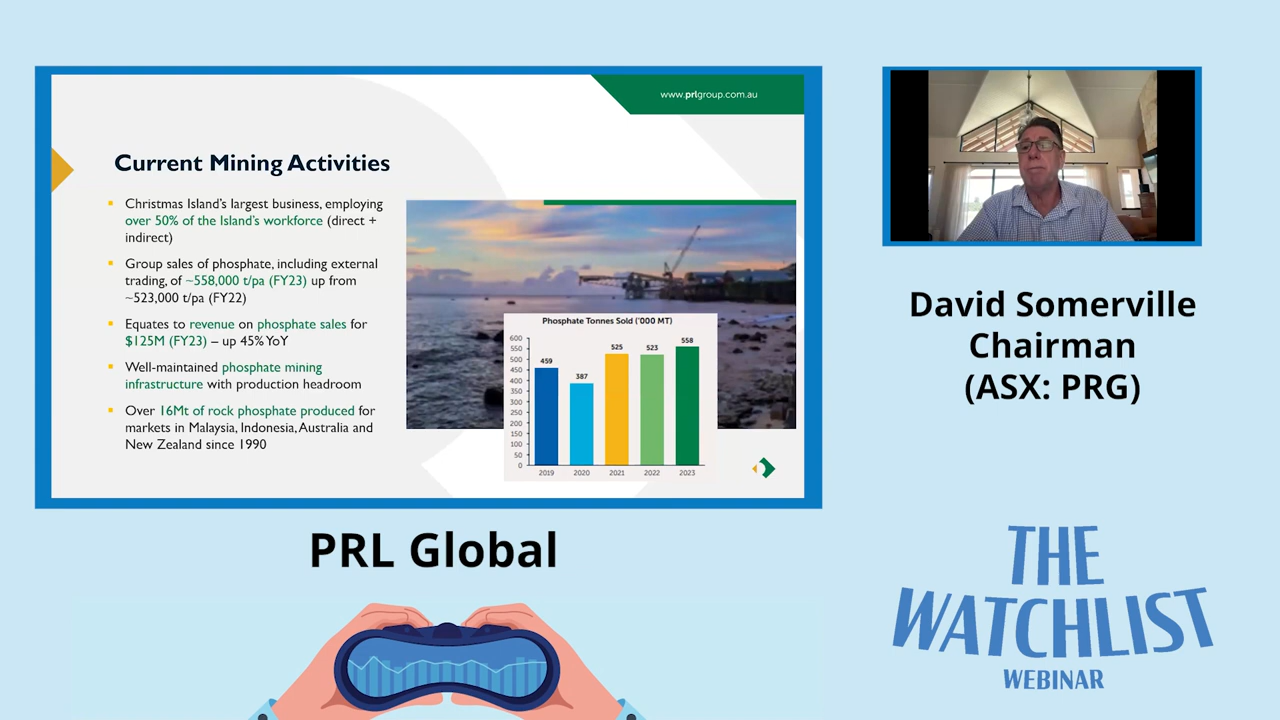 www.prlgroup.com.au
Current Mining Activities
Christmas Island's largest business, employing
over 50% of the Island's workforce (direct +
indirect)
Group sales of phosphate, including external
trading, of ~558,000 t/pa (FY23) up from
~523,000 t/pa (FY22)
Equates to revenue on phosphate sales for
$125M (FY23) – up 45% YoY
Well-maintained phosphate mining
infrastructure with production headroom
Over 16Mt of rock phosphate produced for
markets in Malaysia, Indonesia, Australia and
New Zealand since 1990
Phosphate Tonnes Sold ('000 MT)
600
550
500
450
400
350
300
250
200
150
100
50
0
459
387
525
523
558
2019
2020
2021
2022
2023
David Somerville
Chairman
(ASX: PRG)
PRL Global
THE
WATCHLIST
WEBINAR